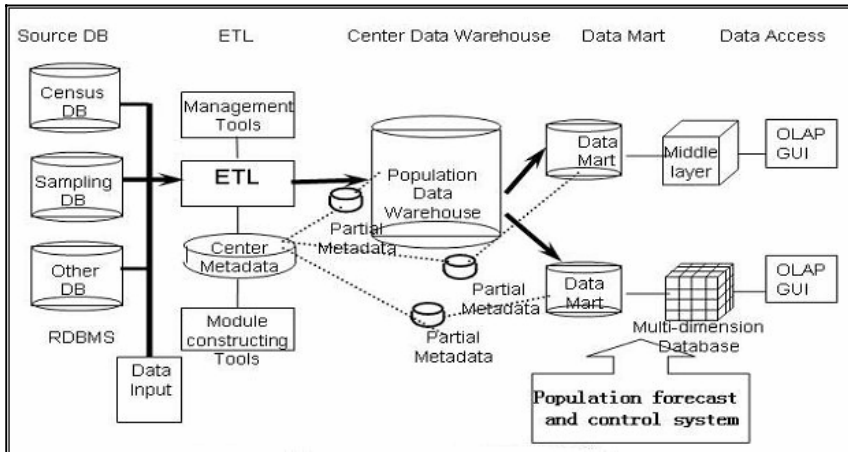 Source DB
ETL
Center Data Warehouse
Data Mart
Data Access
Census
DB
Sampling
DB
Other
DB
RDBMS
Data
Input
Management
Tools
ETL
Center
Metadata
Module
constructing
Tools
Population
Data
Warehouse
Partial
Metadata
Partial
Metadata
Partial
Metadata
Data
Mart
Middle
layer
OLAP
GUI
Data
Mart
Multi-dimension
Database
OLAP
GUI
Population forecast
and control system